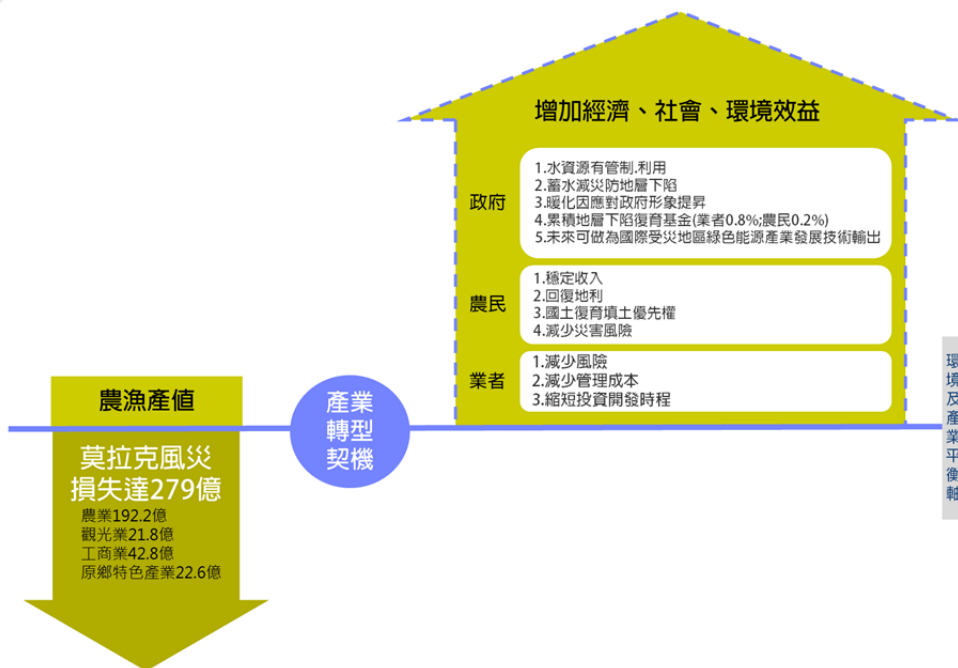 增加經濟、社會、環境效益
政府
1.水資源有管制.利用
2.蓄水減災防地層下陷
3.暖化因應對政府形象提昇
4.累積地層下陷復育基金(業者0.8%;農民0.2%)
5.未來可做為國際受災地區綠色能源產業發展技術輸出
農民
1.穩定收入
2.回復地利
3.國土復育填土優先權
4.減少災害風險
業者
1.減少風險
2.減少管理成本
3.縮短投資開發時程
農漁產值
莫拉克風災
損失達279億
農業192.2億
觀光業21.8億
工商業42.8億
原鄉特色產業22.6億
產業
轉型
契機
環境及產業平衡軸